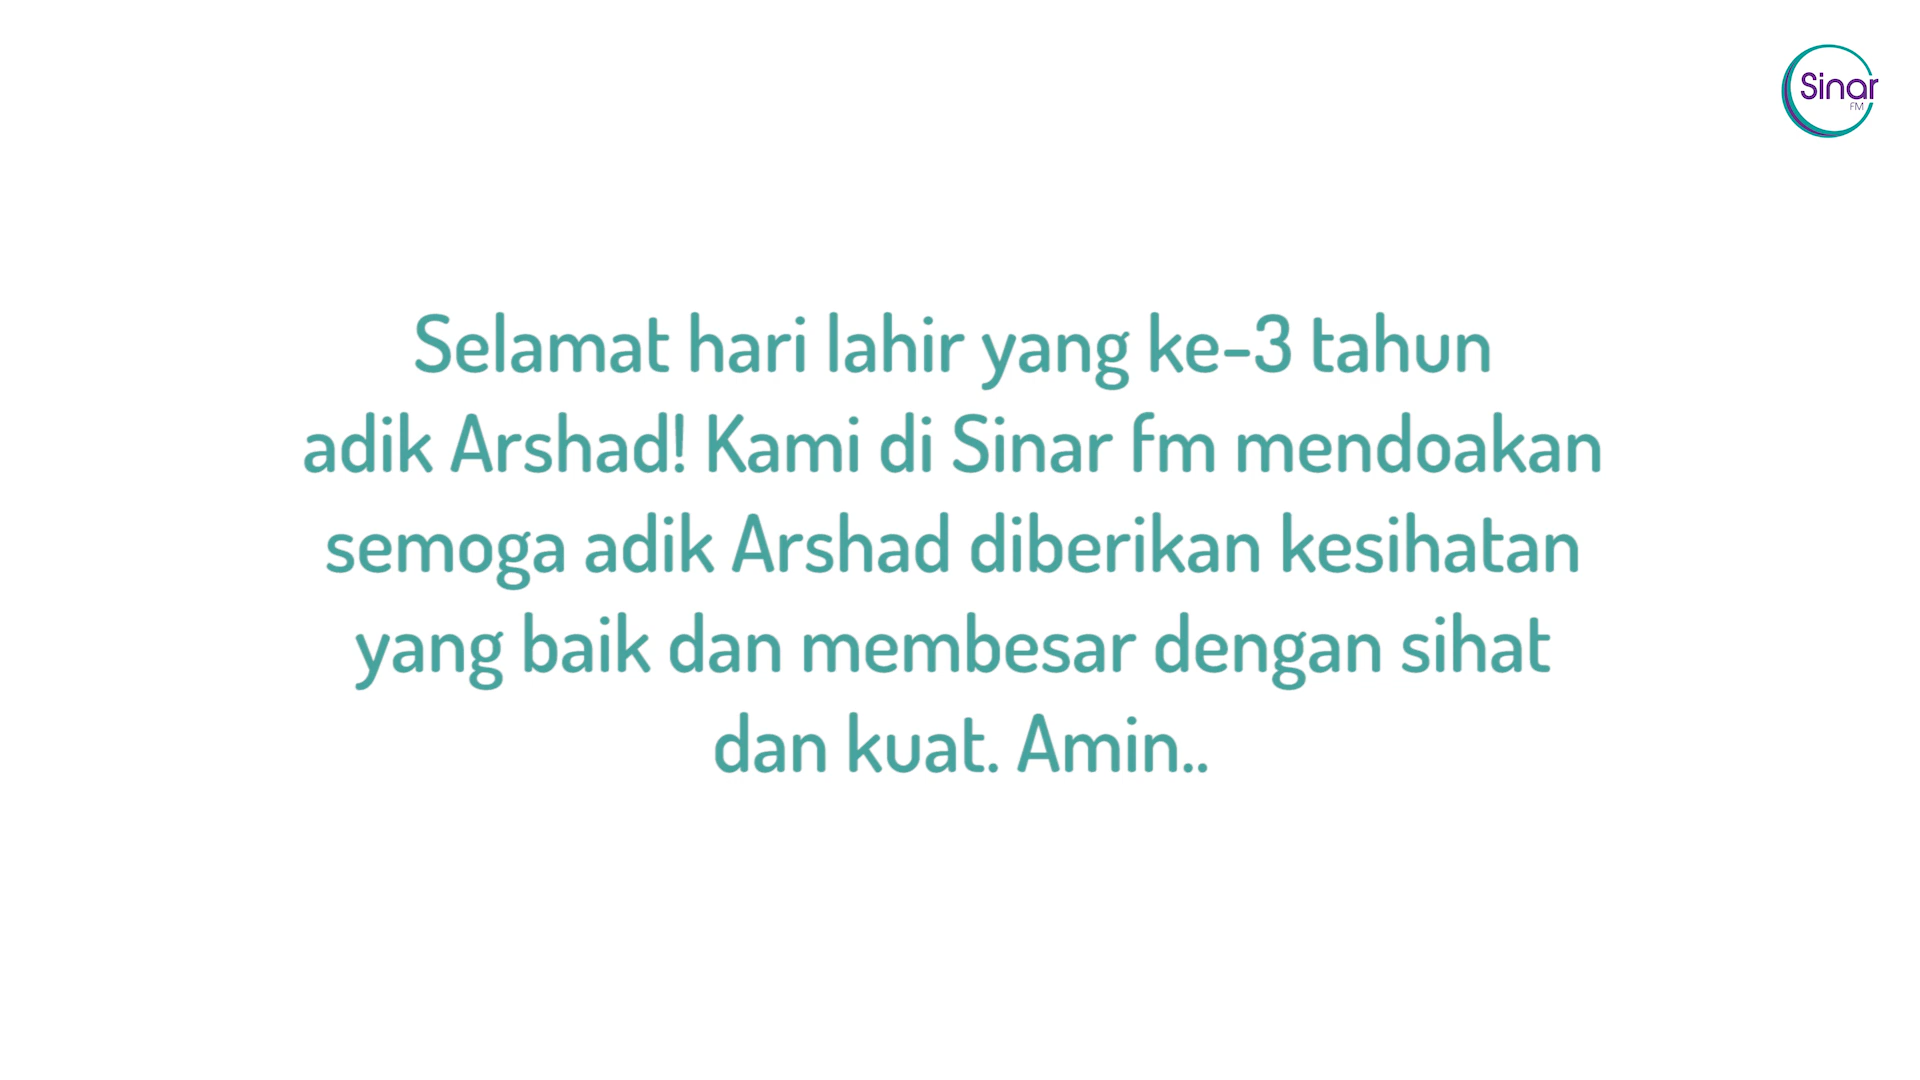 Sinar
FM
Selamat hari lahir yang ke-3 tahun
adik Arshad! Kami di Sinar fm mendoakan
semoga adik Arshad diberikan kesihatan
yang baik dan membesar dengan sihat
dan kuat. Amin..